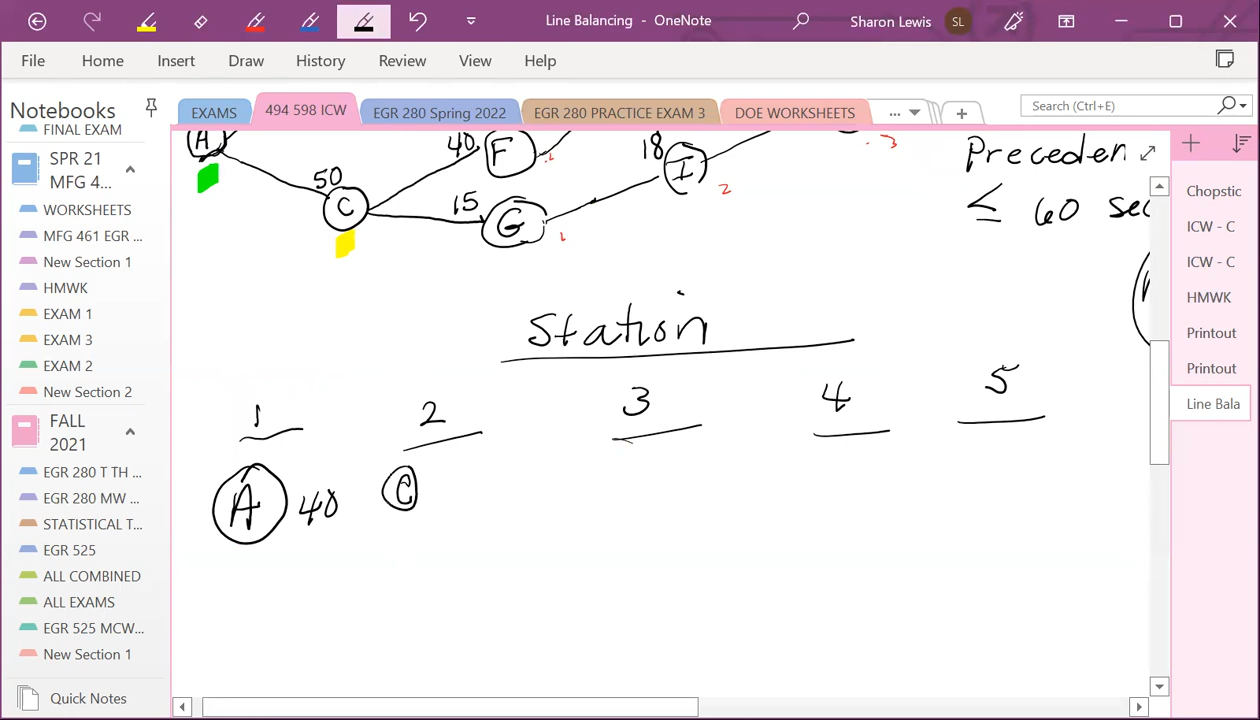 Line Balancing - OneNote
Sharon Lewis SL
File Home Insert Draw History Review View Help
Notebooks
EXAMS 494 598 ICW EGR 280 Spring 2022 EGR 280 PRACTICE EXAM 3 DOE WORKSHEETS ...
Search (Ctrl+E)
FINAL EXAM
SPR 21
MFG 4...
WORKSHEETS
MFG 461 EGR ...
New Section 1
HMWK
EXAM 1
EXAM 3
EXAM 2
New Section 2
FALL
2021
EGR 280 T TH ...
EGR 280 MW ...
STATISTICAL T...
EGR 525
ALL COMBINED
ALL EXAMS
EGR 525 MCW...
New Section 1
Quick Notes
A 40 F 1 18 I 2 3
50 C 15 G 1
Preceden
≤ 60 sec
Station
1 2 3 4 5
A 40 C
Chopstic
ICW - C
ICW - C
HMWK
Printout
Printout
Line Bala